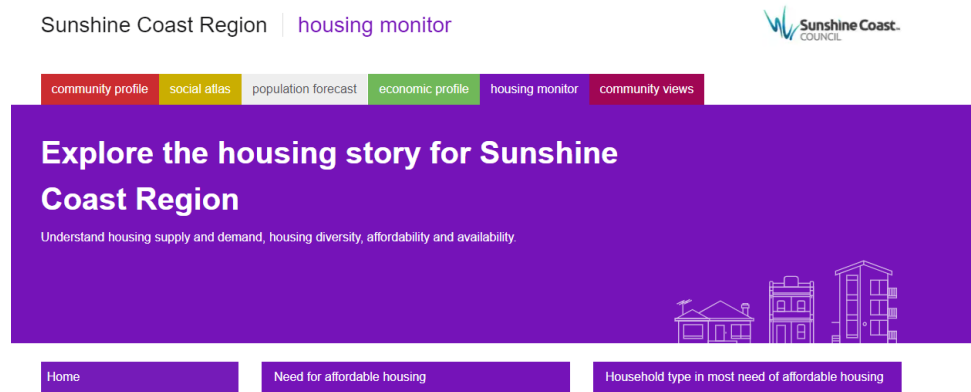 Sunshine Coast Region housing monitor
Sunshine Coast™
COUNCIL
community profile social atlas population forecast economic profile housing monitor community views
Explore the housing story for Sunshine
Coast Region
Understand housing supply and demand, housing diversity, affordability and availability.
Home Need for affordable housing Household type in most need of affordable housing